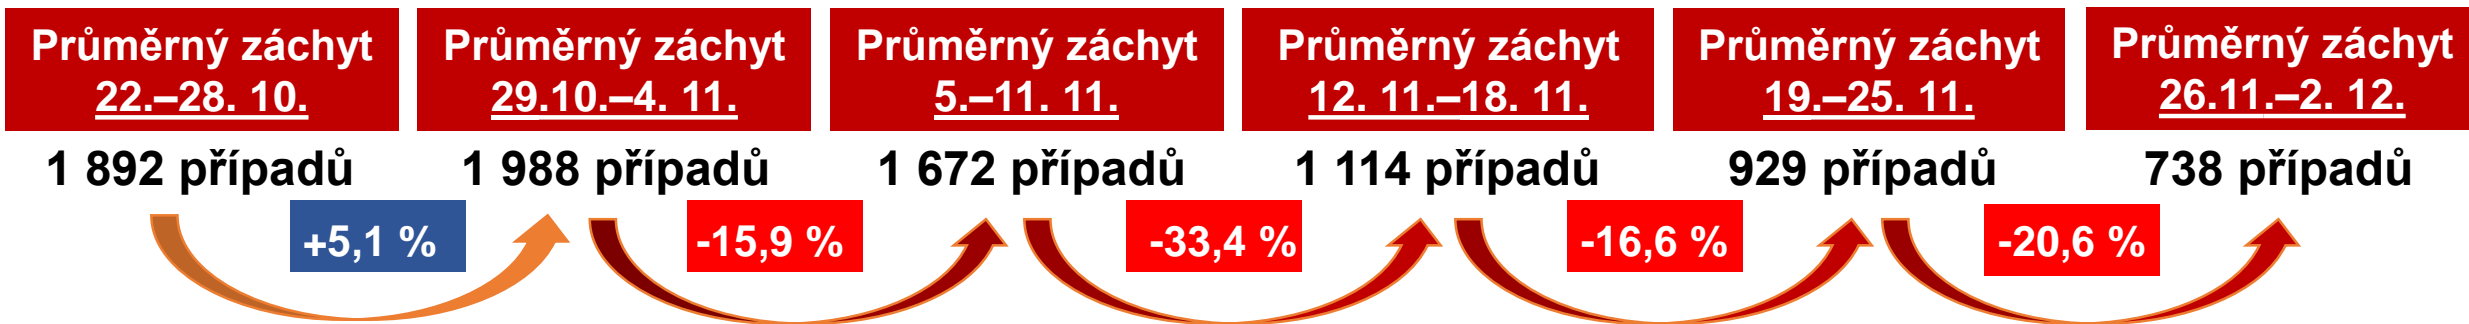 Průměrný záchyt
22.–28. 10.
Průměrný záchyt
29.10.–4. 11.
Průměrný záchyt
5.–11. 11.
Průměrný záchyt
12. 11.–18. 11.
Průměrný záchyt
19.–25. 11.
Průměrný záchyt
26.11.–2. 12.
1 892 případů
1 988 případů
1 672 případů
1 114 případů
929 případů
738 případů
+5,1 %
-15,9 %
-33,4 %
-16,6 %
-20,6 %